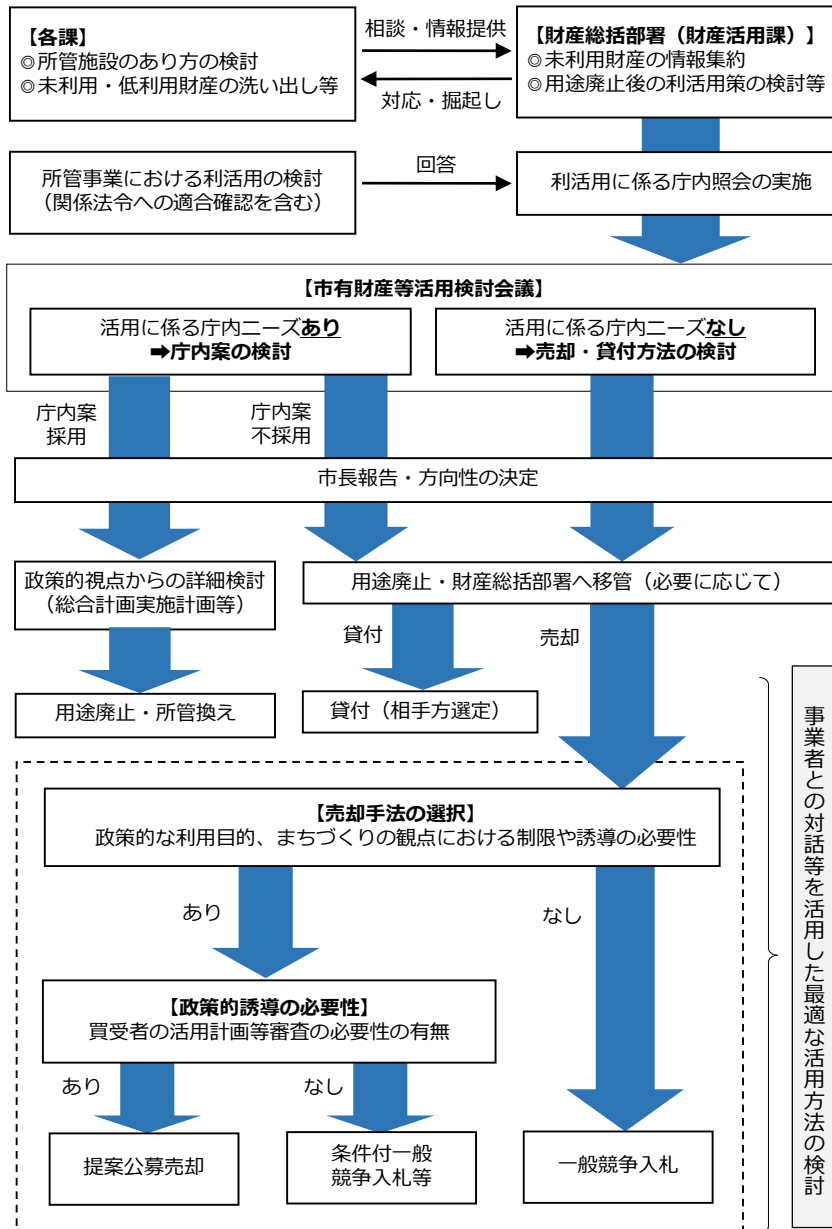 【各課】
◎所管施設のあり方の検討
◎未利用・低利用財産の洗い出し等
相談・情報提供
対応・掘起し
【財産総括部署（財産活用課）】
◎未利用財産の情報集約
◎用途廃止後の利活用策の検討等
所管事業における利活用の検討
（関係法令への適合確認を含む）
回答
利活用に係る庁内照会の実施
【市有財産等活用検討会議】
活用に係る庁内ニーズあり
➡庁内案の検討
活用に係る庁内ニーズなし
➡売却・貸付方法の検討
庁内案
採用
庁内案
不採用
市長報告・方向性の決定
政策的視点からの詳細検討
（総合計画実施計画等）
用途廃止・財産総括部署へ移管（必要に応じて）
貸付
売却
用途廃止・所管換え
貸付（相手方選定）
【売却手法の選択】
政策的な利用目的、まちづくりの観点における制限や誘導の必要性
あり
なし
【政策的誘導の必要性】
買受者の活用計画等審査の必要性の有無
あり
なし
提案公募売却
条件付一般
競争入札等
一般競争入札
事業者との対話等を活用した最適な活用方法の検討